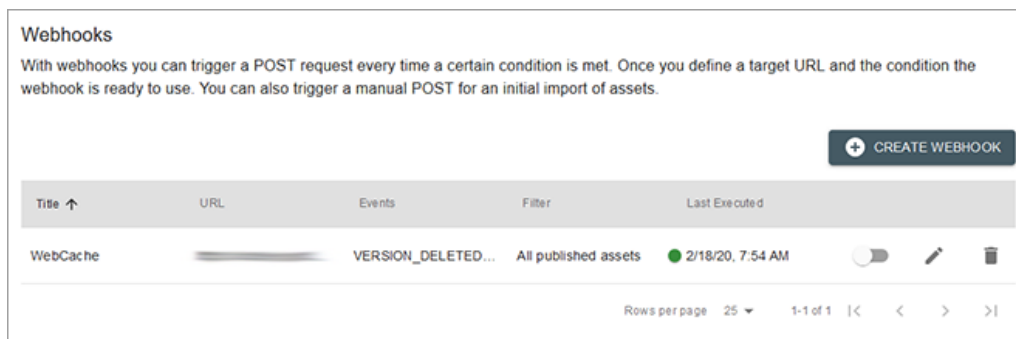 Webhooks
With webhooks you can trigger a POST request every time a certain condition is met. Once you define a target URL and the condition the
webhook is ready to use. You can also trigger a manual POST for an initial import of assets.
CREATE WEBHOOK
Title URL Events Filter Last Executed
WebCache VERSION_DELETED... All published assets 2/18/20, 7:54 AM
Rows per page 25 1-1 of 1